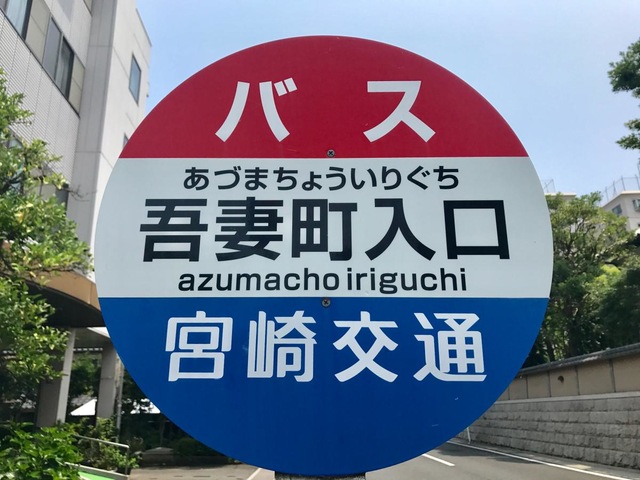 バス
あづまちょういりぐち
吾妻町入口
azumacho iriguchi
宮崎交通